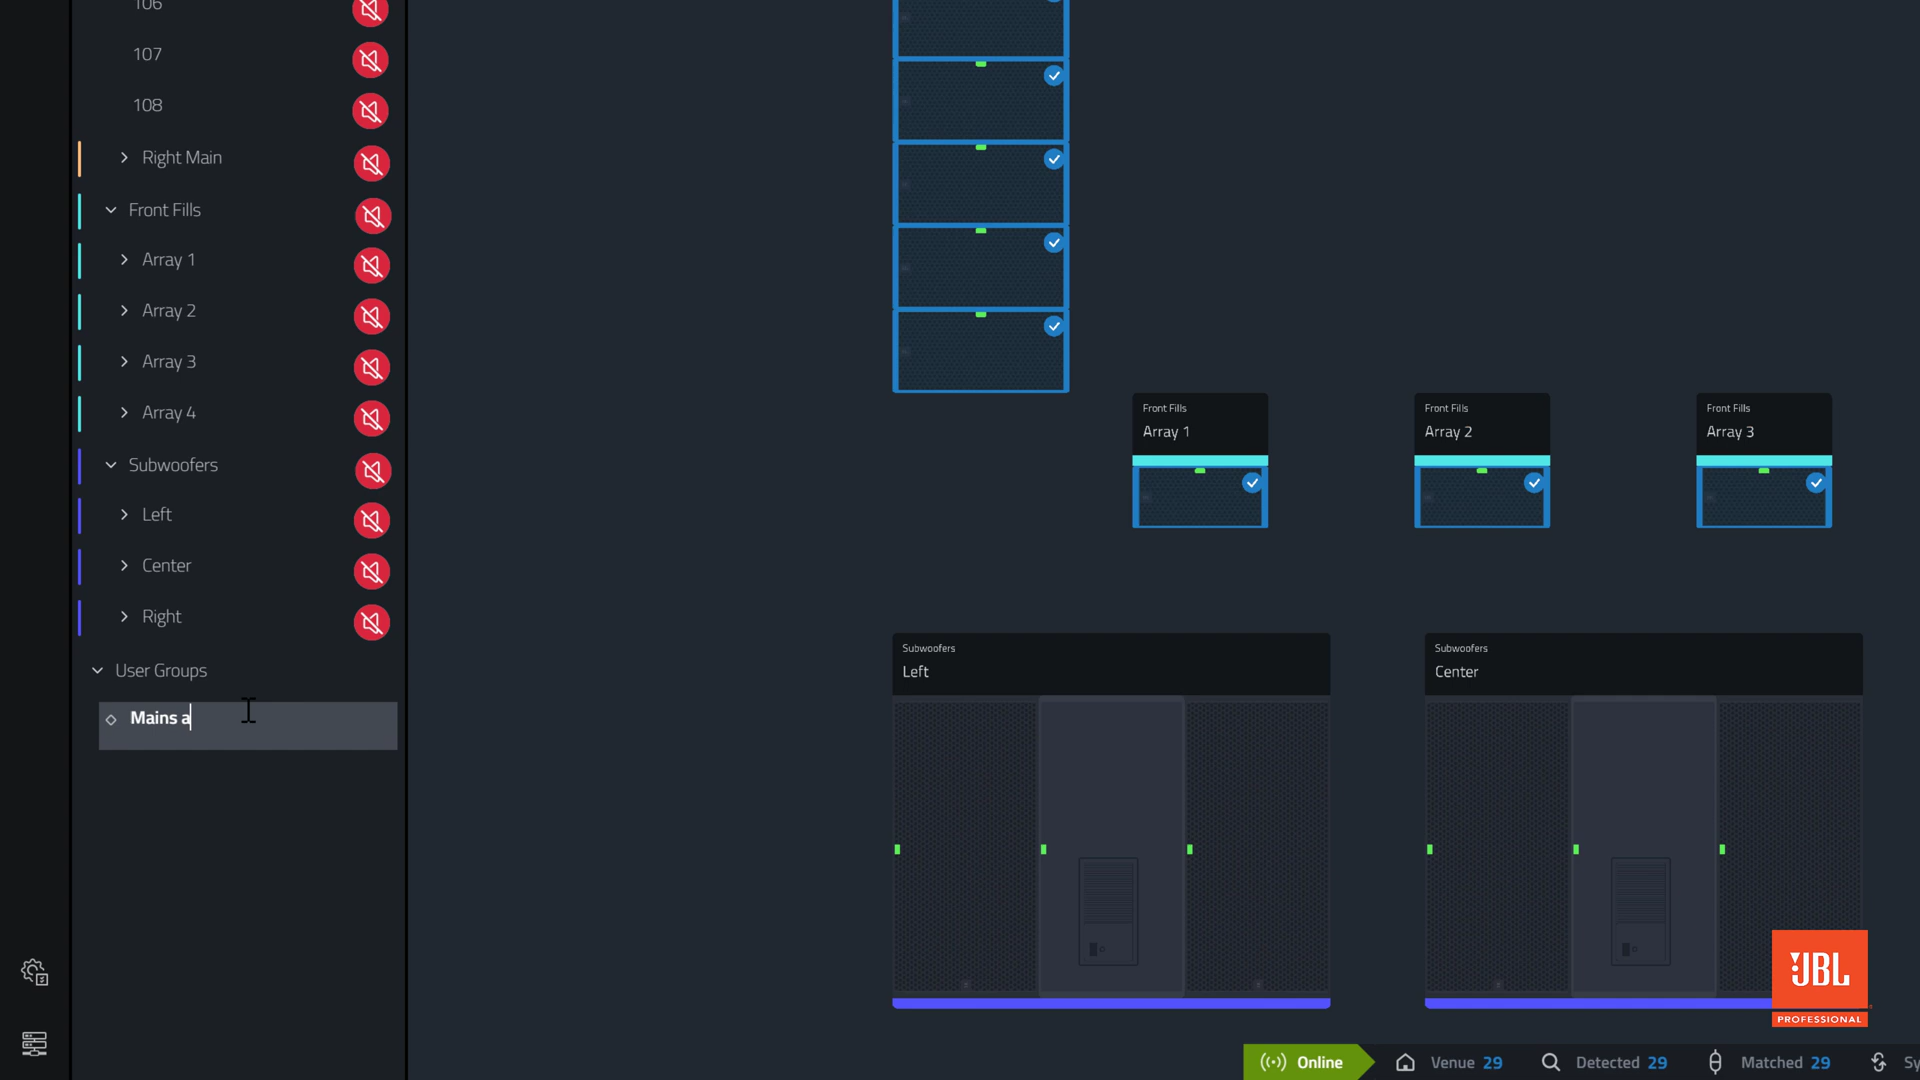 106
107
108
Right Main
Front Fills
Array 1
Array 2
Array 3
Array 4
Subwoofers
Left
Center
Right
User Groups
Mains a
Front Fills
Array 1
Front Fills
Array 2
Front Fills
Array 3
Subwoofers
Left
Subwoofers
Center
JBL
PROFESSIONAL
Online
Venue 29
Detected 29
Matched 29
Sy